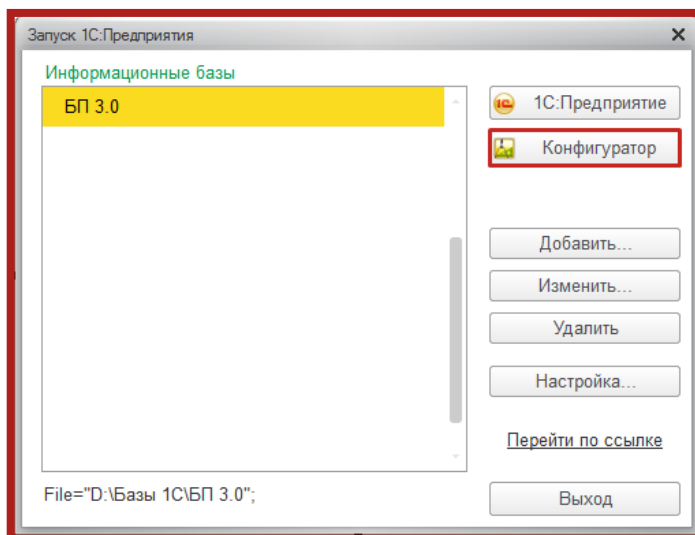 Запуск 1С:Предприятия
Информационные базы
БП 3.0
1С:Предприятие
Конфигуратор
Добавить...
Изменить...
Удалить
Настройка...
Перейти по ссылке
File="D:\Базы 1С\БП 3.0";
Выход